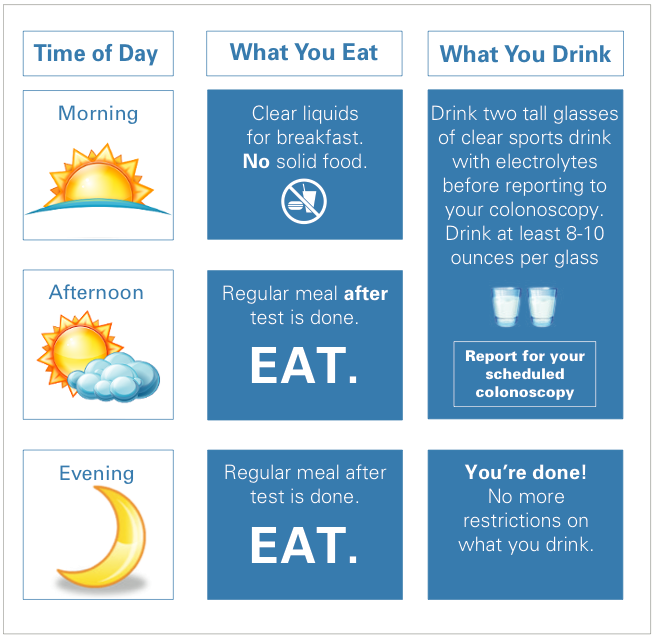 Time of Day
What You Eat
What You Drink
Morning
Clear liquids
for breakfast.
No solid food.
Drink two tall glasses
of clear sports drink
with electrolytes
before reporting to
your colonoscopy.
Drink at least 8-10
ounces per glass
Report for your
scheduled
colonoscopy
Afternoon
Regular meal after
test is done.
EAT.
Evening
Regular meal after
test is done.
EAT.
You’re done!
No more
restrictions on
what you drink.